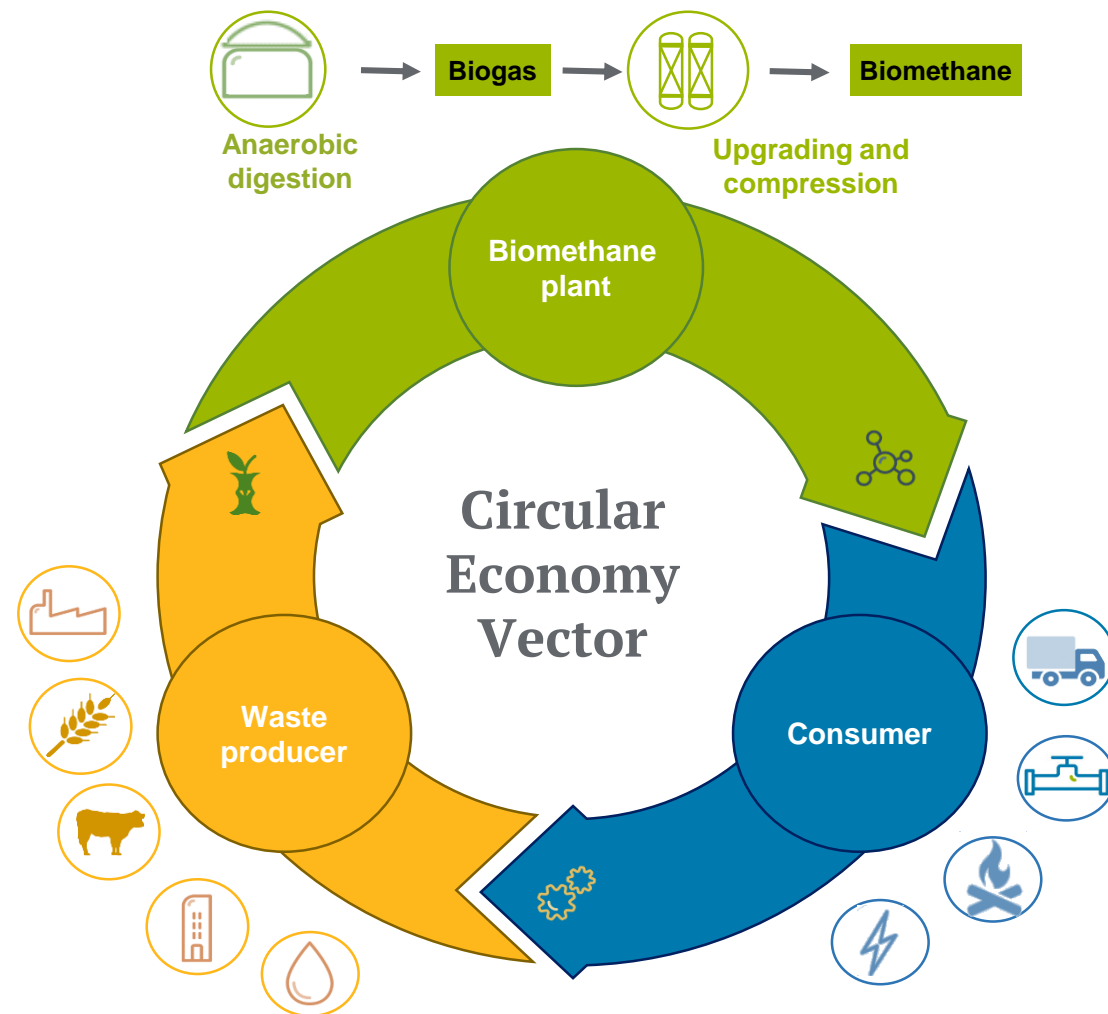 Biogas
Biomethane
Anaerobic
digestion
Upgrading and
compression
Biomethane
plant
Circular
Economy
Vector
Waste
producer
Consumer